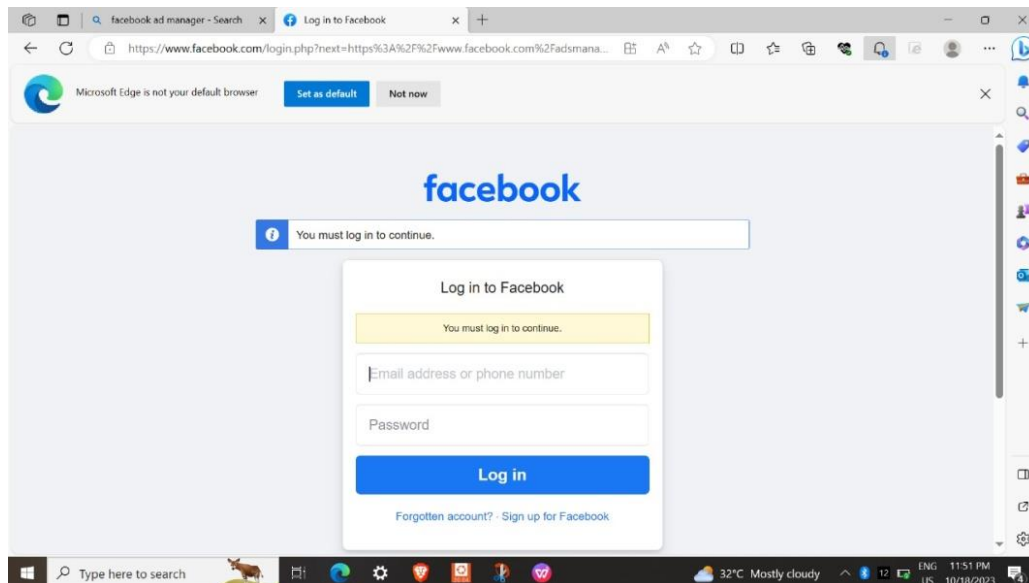 facebook ad manager - Search
Log in to Facebook
https://www.facebook.com/login.php?next=https%3A%2F%2Fwww.facebook.com%2Fadsmana...
Microsoft Edge is not your default browser
Set as default
Not now
facebook
You must log in to continue.
Log in to Facebook
You must log in to continue.
Email address or phone number
Password
Log in
Forgotten account? · Sign up for Facebook
Type here to search
32°C Mostly cloudy
12
ENG
US
11:51 PM
10/18/2023